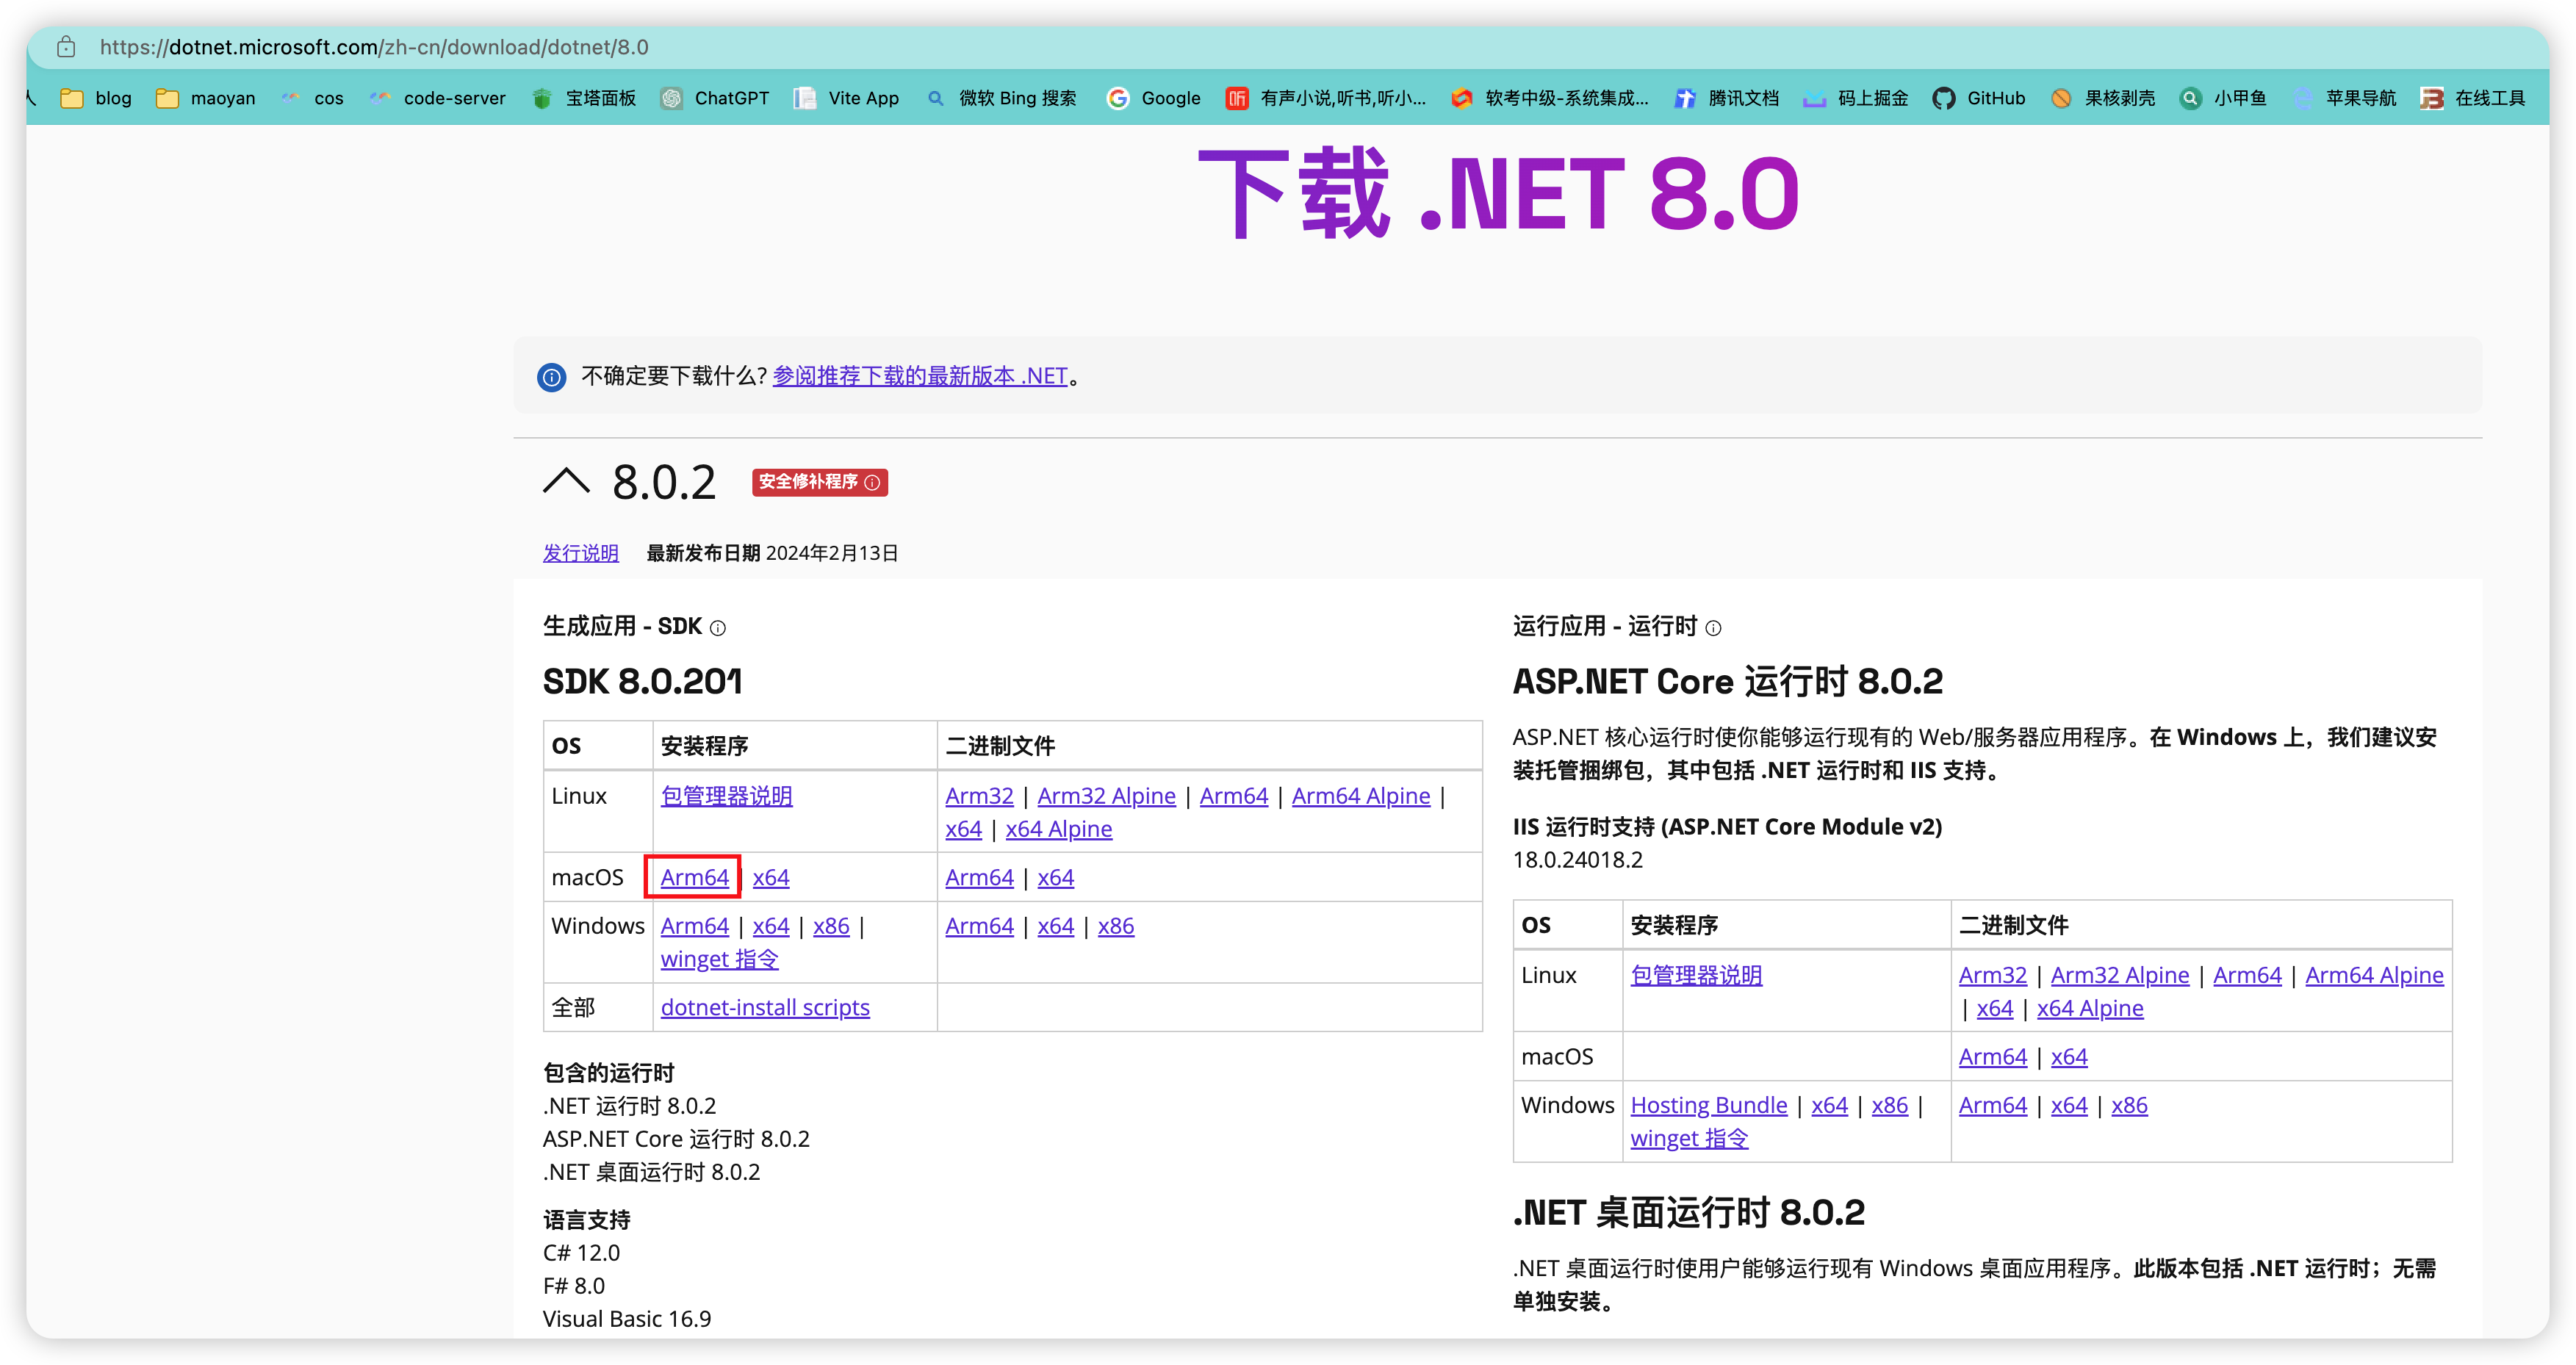 https://dotnet.microsoft.com/zh-cn/download/dotnet/8.0
人 blog maoyan cos code-server 宝塔面板 ChatGPT Vite App 微软 Bing 搜索 Google 听 有声小说,听书,听小... 软考中级-系统集成... 腾讯文档 码上掘金 GitHub 果核剥壳 小甲鱼 苹果导航 在线工具
下载 .NET 8.0
不确定要下载什么? 参阅推荐下载的最新版本 .NET。
8.0.2 安全修补程序
发行说明 最新发布日期 2024年2月13日
生成应用 - SDK
SDK 8.0.201
OS 安装程序 二进制文件
Linux 包管理器说明 Arm32 | Arm32 Alpine | Arm64 | Arm64 Alpine |
x64 | x64 Alpine
macOS Arm64 | x64 Arm64 | x64
Windows Arm64 | x64 | x86 | Arm64 | x64 | x86
winget 指令
全部 dotnet-install scripts
包含的运行时
.NET 运行时 8.0.2
ASP.NET Core 运行时 8.0.2
.NET 桌面运行时 8.0.2
语言支持
C# 12.0
F# 8.0
Visual Basic 16.9
运行应用 - 运行时
ASP.NET Core 运行时 8.0.2
ASP.NET 核心运行时使你能够运行现有的 Web/服务器应用程序。在 Windows 上，我们建议安
装托管捆绑包，其中包括 .NET 运行时和 IIS 支持。
IIS 运行时支持 (ASP.NET Core Module v2)
18.0.24018.2
OS 安装程序 二进制文件
Linux 包管理器说明 Arm32 | Arm32 Alpine | Arm64 | Arm64 Alpine
| x64 | x64 Alpine
macOS Arm64 | x64
Windows Hosting Bundle | x64 | x86 | Arm64 | x64 | x86
winget 指令
.NET 桌面运行时 8.0.2
.NET 桌面运行时使用户能够运行现有 Windows 桌面应用程序。此版本包括 .NET 运行时；无需
单独安装。